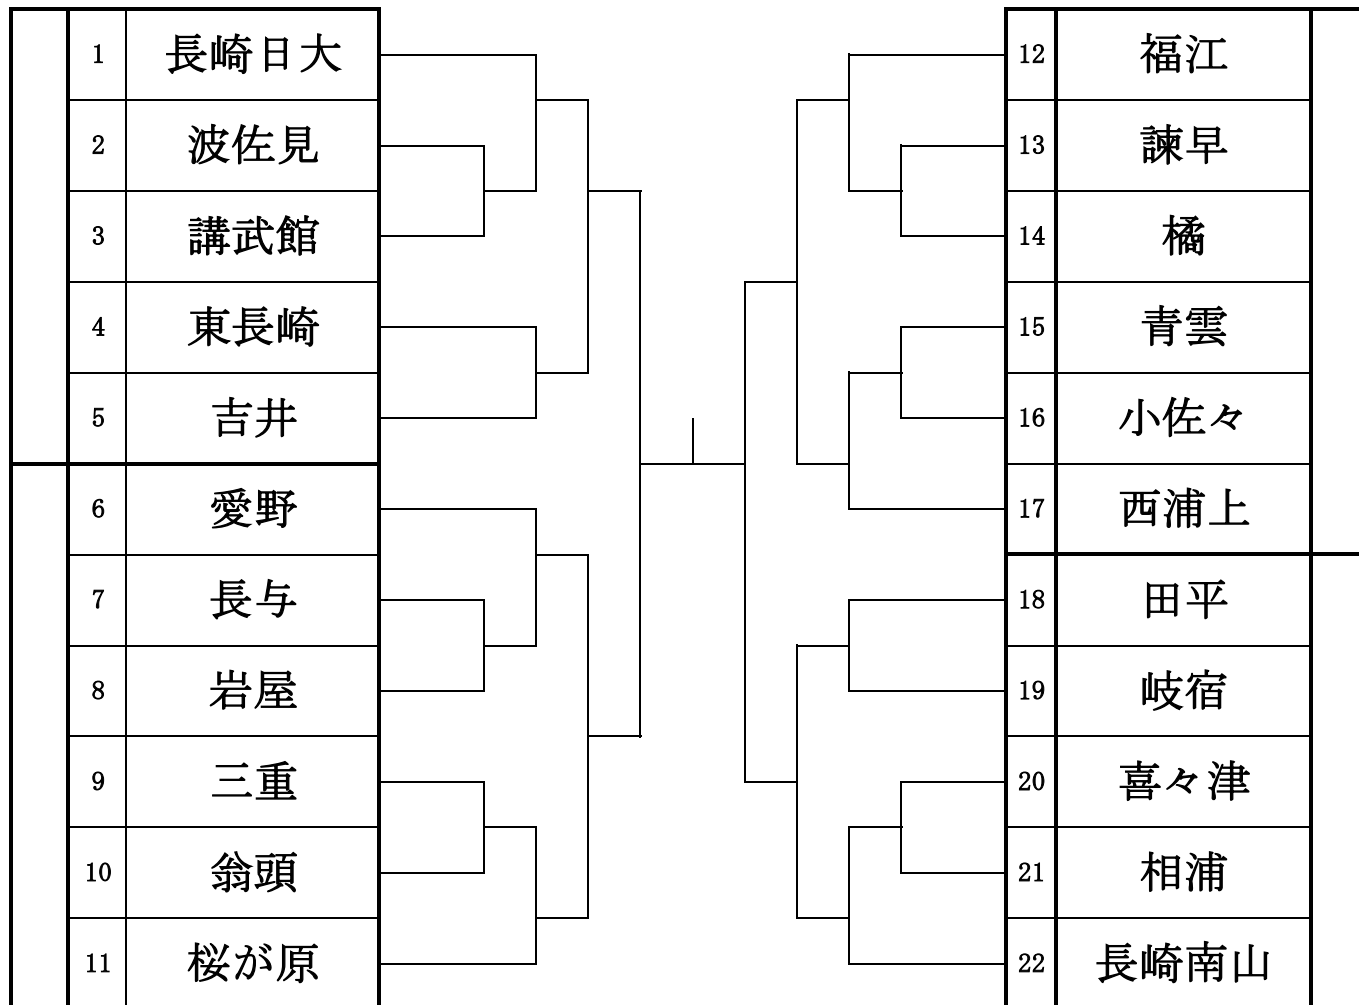 1 長崎日大
2 波佐見
3 講武館
4 東長崎
5 吉井
6 愛野
7 長与
8 岩屋
9 三重
10 翁頭
11 桜が原
12 福江
13 諫早
14 橘
15 青雲
16 小佐々
17 西浦上
18 田平
19 岐宿
20 喜々津
21 相浦
22 長崎南山